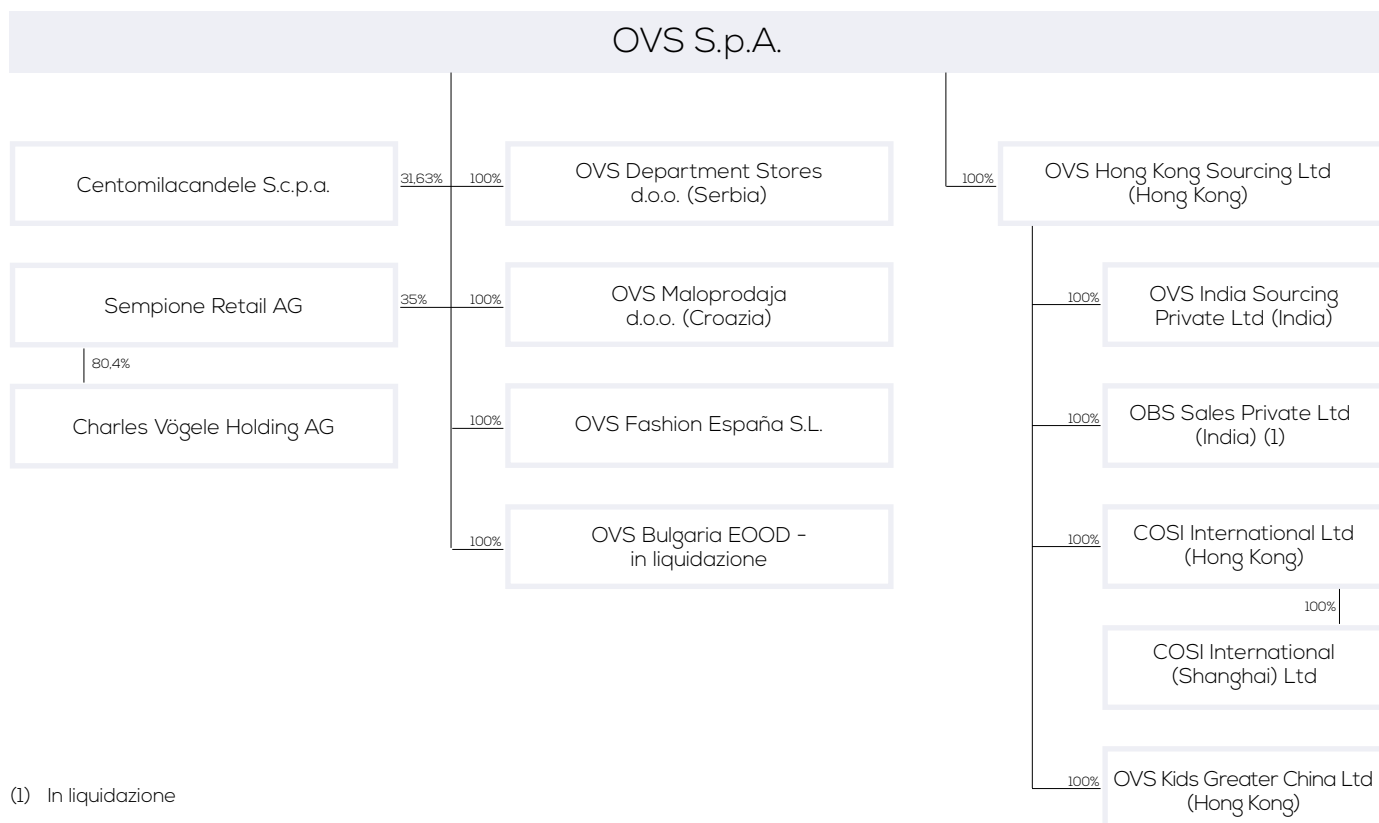 OVS S.p.A.
Centomilacandele S.c.p.a.
31,63%
100%
OVS Department Stores
d.o.o. (Serbia)
100%
OVS Hong Kong Sourcing Ltd
(Hong Kong)
Sempione Retail AG
35%
100%
OVS Maloprodaja
d.o.o. (Croazia)
100%
OVS India Sourcing
Private Ltd (India)
80,4%
Charles Vögele Holding AG
100%
OVS Fashion España S.L.
100%
OBS Sales Private Ltd
(India) (1)
100%
OVS Bulgaria EOOD -
in liquidazione
100%
COSI International Ltd
(Hong Kong)
100%
COSI International
(Shanghai) Ltd
100%
OVS Kids Greater China Ltd
(Hong Kong)
(1) In liquidazione